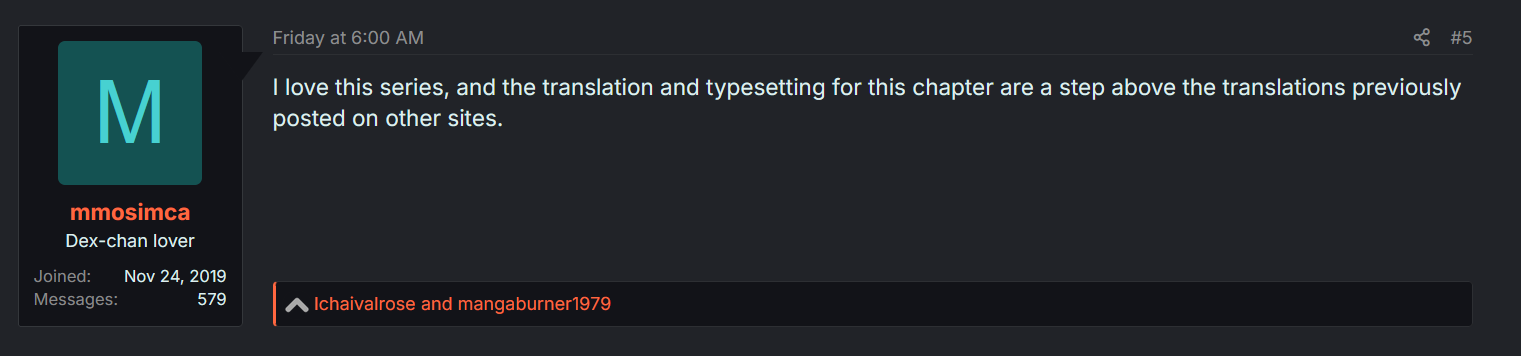 Friday at 6:00 AM
#5
I love this series, and the translation and typesetting for this chapter are a step above the translations previously
posted on other sites.
M
mmosimca
Dex-chan lover
Joined: Nov 24, 2019
Messages: 579
Ichaivalrose and mangaburner1979